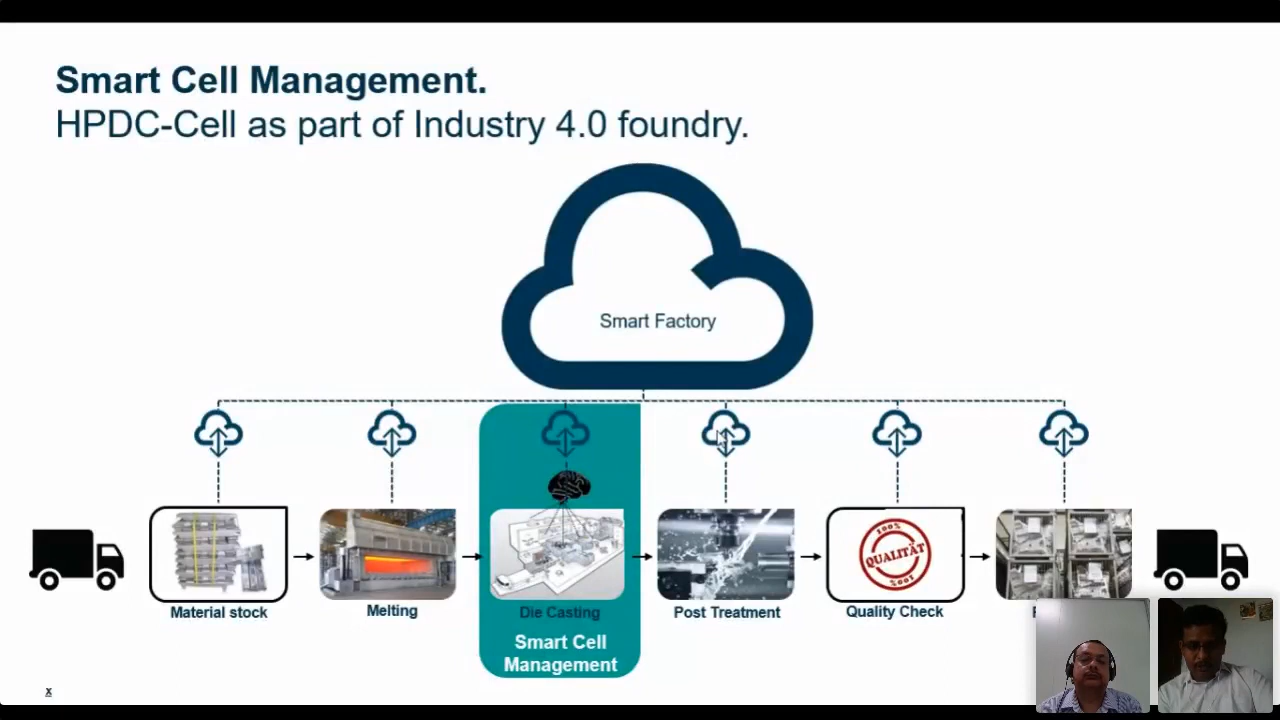 Smart Cell Management.
HPDC-Cell as part of Industry 4.0 foundry.
Smart Factory
100%
QUALITÄT
100%
Material stock
Melting
Die Casting
Post Treatment
Quality Check
Smart Cell
Management
x